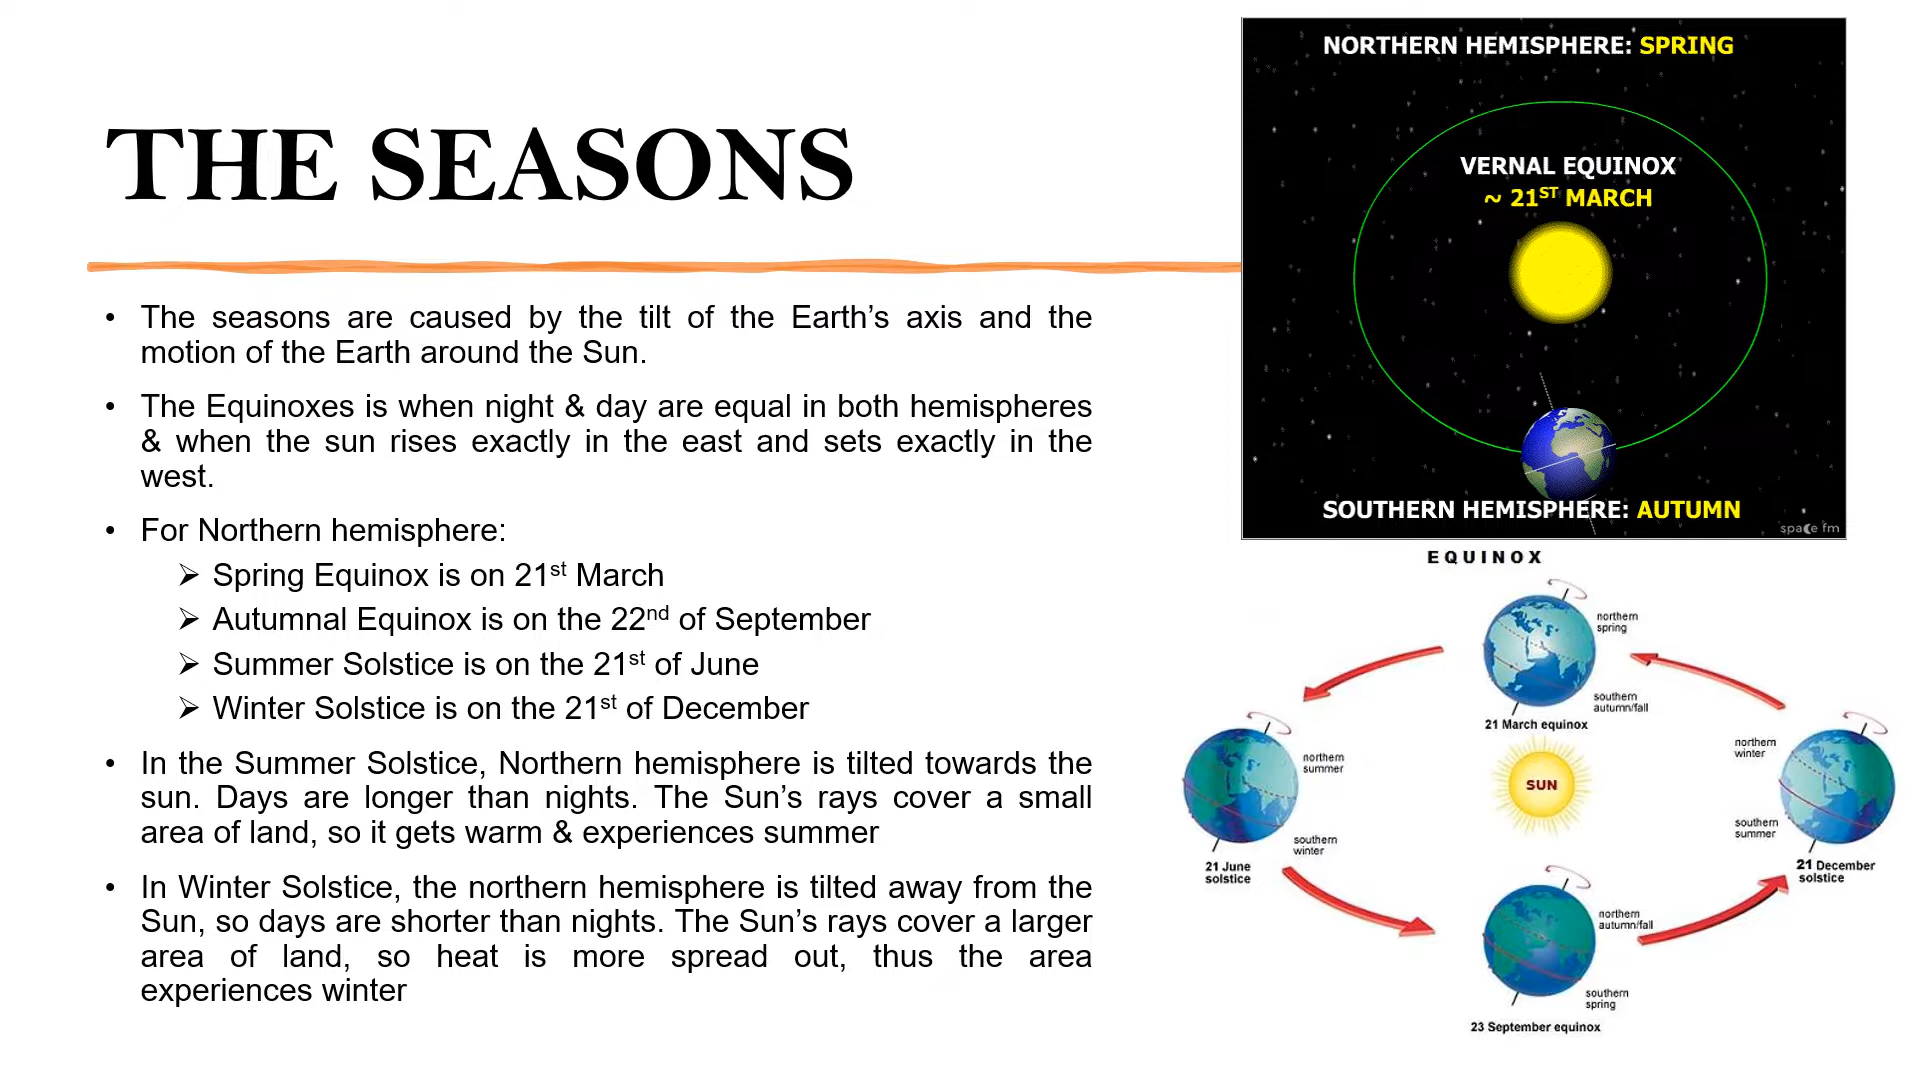 THE SEASONS
• The seasons are caused by the tilt of the Earth’s axis and the
motion of the Earth around the Sun.
• The Equinoxes is when night & day are equal in both hemispheres
& when the sun rises exactly in the east and sets exactly in the
west.
• For Northern hemisphere:
➢ Spring Equinox is on 21st March
➢ Autumnal Equinox is on the 22nd of September
➢ Summer Solstice is on the 21st of June
➢ Winter Solstice is on the 21st of December
• In the Summer Solstice, Northern hemisphere is tilted towards the
sun. Days are longer than nights. The Sun’s rays cover a small
area of land, so it gets warm & experiences summer
• In Winter Solstice, the northern hemisphere is tilted away from the
Sun, so days are shorter than nights. The Sun’s rays cover a larger
area of land, so heat is more spread out, thus the area
experiences winter
NORTHERN HEMISPHERE: SPRING
VERNAL EQUINOX
~ 21ST MARCH
SOUTHERN HEMISPHERE: AUTUMN
space fm
EQUINOX
northern
spring
southern
autumn/fall
21 March equinox
northern
summer
southern
winter
21 June
solstice
SUN
northern
winter
southern
summer
21 December
solstice
northern
autumn/fall
southern
spring
23 September equinox